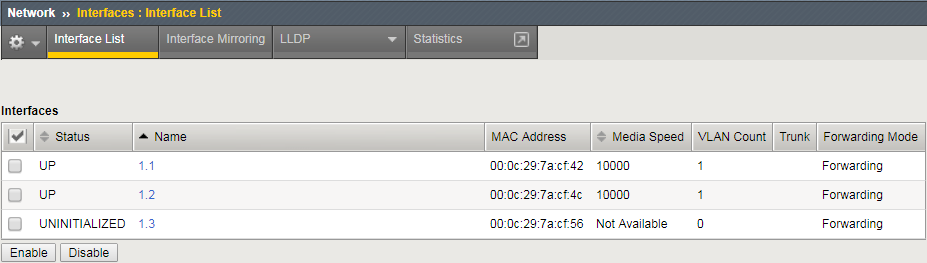 Network ›› Interfaces : Interface List
Interface List Interface Mirroring LLDP Statistics
Interfaces
Status Name MAC Address Media Speed VLAN Count Trunk Forwarding Mode
UP 1.1 00:0c:29:7a:cf:42 10000 1 Forwarding
UP 1.2 00:0c:29:7a:cf:4c 10000 1 Forwarding
UNINITIALIZED 1.3 00:0c:29:7a:cf:56 Not Available 0 Forwarding
Enable Disable